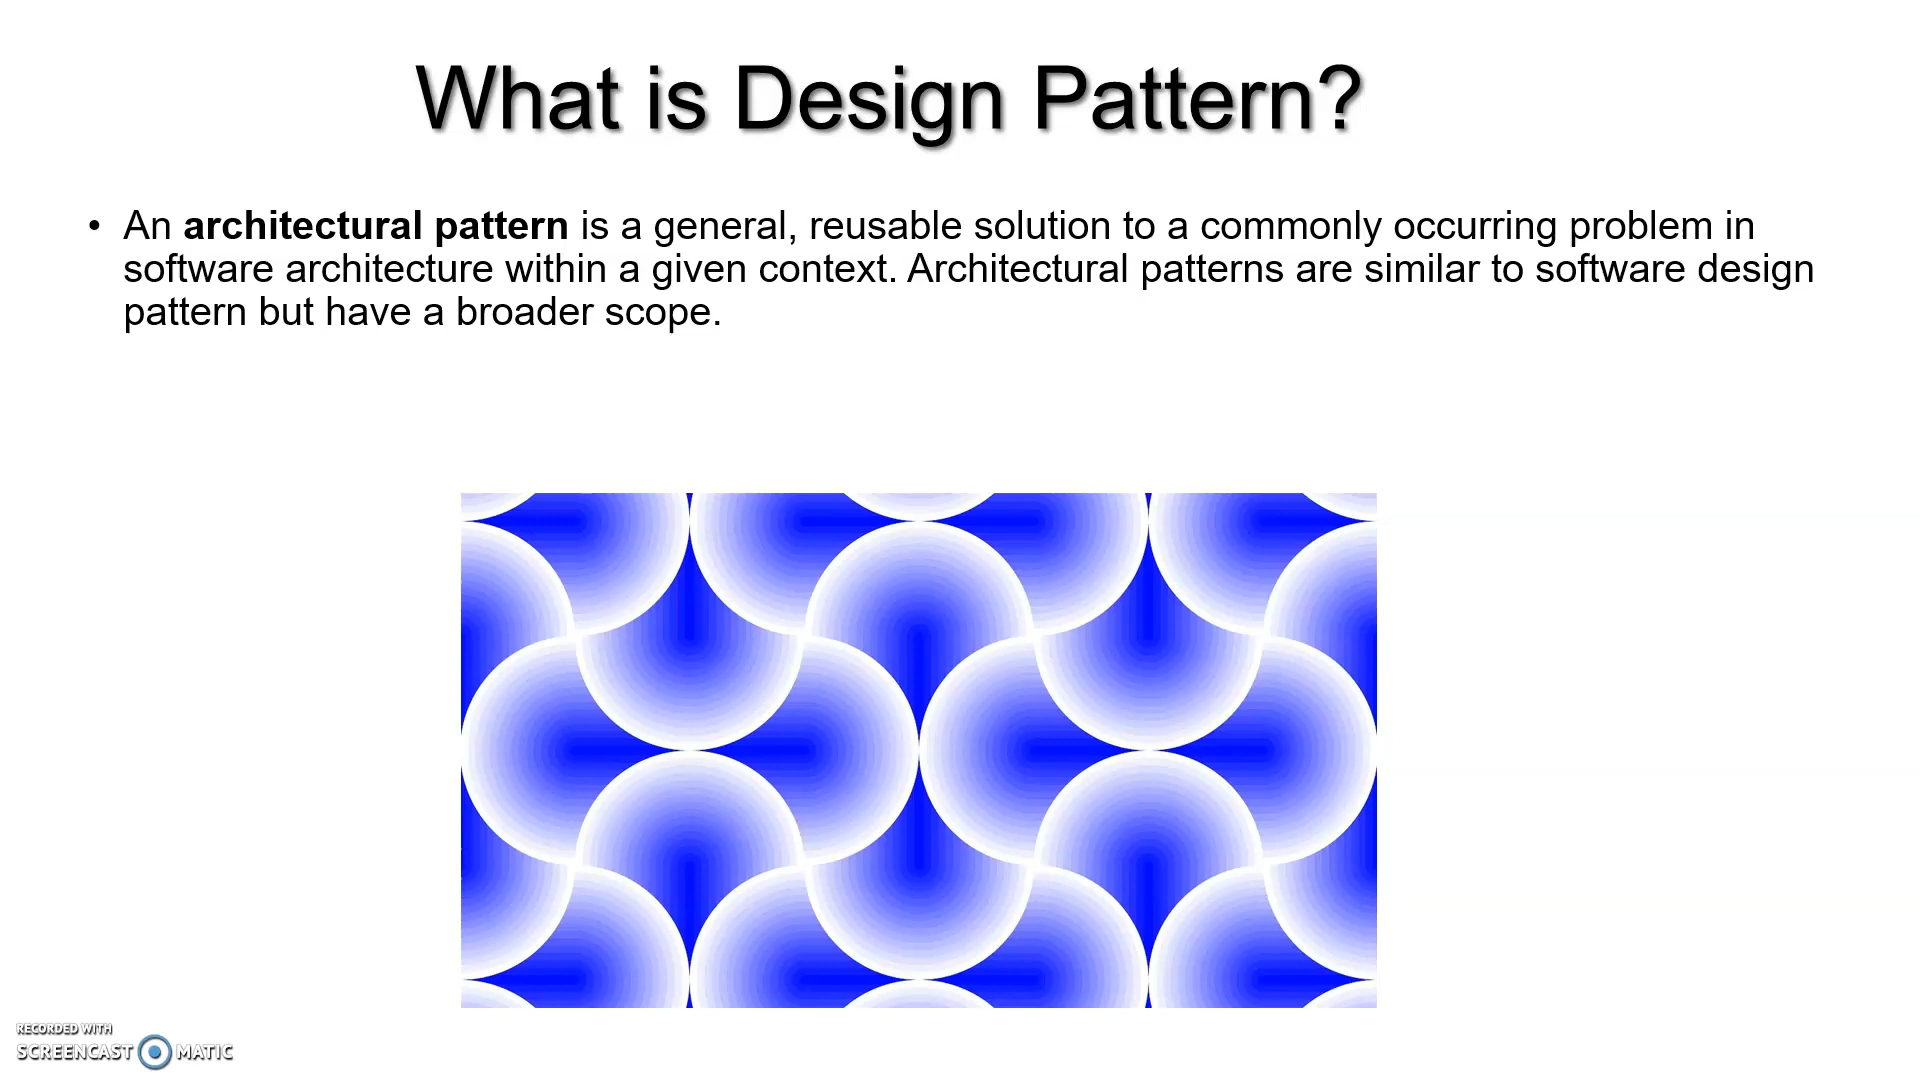 What is Design Pattern?
• An architectural pattern is a general, reusable solution to a commonly occurring problem in
software architecture within a given context. Architectural patterns are similar to software design
pattern but have a broader scope.
RECORDED WITH
SCREENCAST MATIC